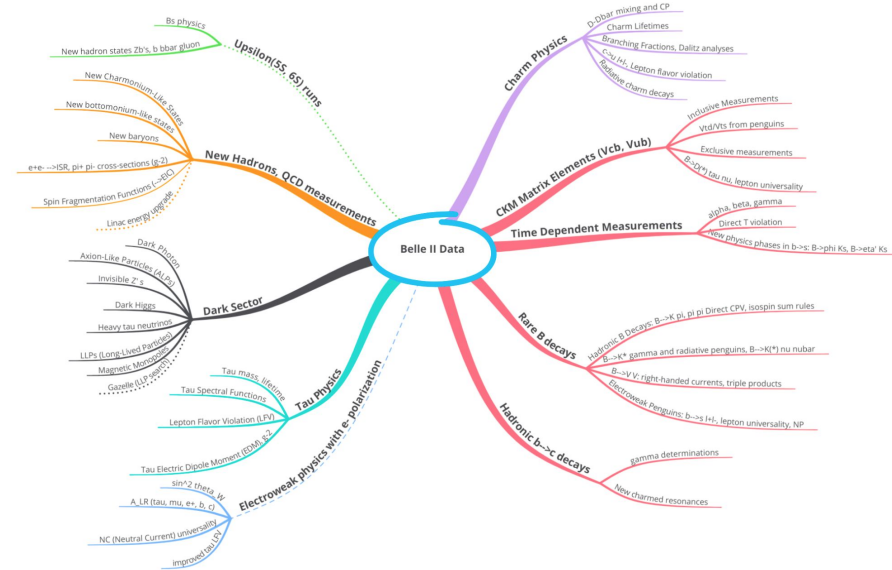 Belle II Data
Upsilon(5S, 6S) runs
Bs physics
New hadron states Zb's, b bbar gluon
New Hadrons, QCD measurements
New Charmonium-Like States
New bottomonium-like states
New baryons
e+e- -->ISR, pi+ pi- cross-sections (g-2)
Spin Fragmentation Functions (-->EIC)
Linac energy upgrade
Dark Sector
Dark Photon
Axion-Like Particles (ALPs)
Invisible Z' s
Dark Higgs
Heavy tau neutrinos
LLPs (Long-Lived Particles)
Magnetic Monopoles
Gazelle (LLP search)
Tau Physics
Tau mass, lifetime
Tau Spectral Functions
Lepton Flavor Violation (LFV)
Tau Electric Dipole Moment (EDM), g-2
Electroweak physics with e- polarization
sin^2 theta_W
A_LR (tau, mu, e+, b, c)
NC (Neutral Current) universality
improved tau LFV
Charm Physics
D-Dbar mixing and CP
Charm Lifetimes
Branching Fractions, Dalitz analyses
c->u l+l-, Lepton flavor violation
Radiative charm decays
CKM Matrix Elements (Vcb, Vub)
Inclusive Measurements
Vtd/Vts from penguins
Exclusive measurements
B->D(*) tau nu, lepton universality
Time Dependent Measurements
alpha, beta, gamma
Direct T violation
New physics phases in b->s: B->phi Ks, B->eta' Ks
Rare B decays
Hadronic B Decays: B-->K pi, pi pi Direct CPV, isospin sum rules
B-->K* gamma and radiative penguins, B-->K(*) nu nubar
B-->V V: right-handed currents, triple products
Electroweak Penguins: b-->s l+l-, lepton universality, NP
Hadronic b-->c decays
gamma determinations
New charmed resonances